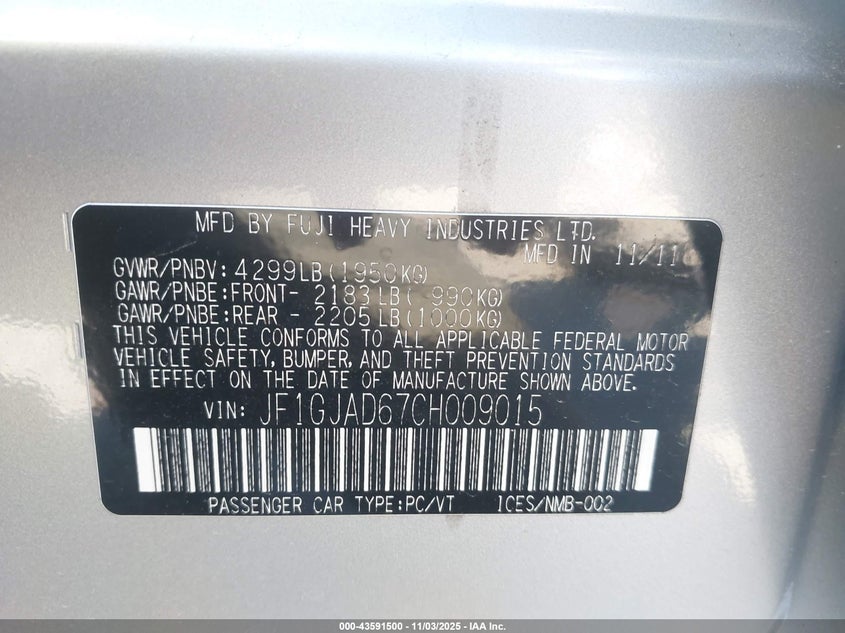 MFD BY FUJI HEAVY INDUSTRIES LTD.
MFD IN 11/11
GVWR/PNBV: 4299LB(1950KG)
GAWR/PNBE:FRONT- 2183LB( 990KG)
GAWR/PNBE:REAR - 2205LB(1000KG)
THIS VEHICLE CONFORMS TO ALL APPLICABLE FEDERAL MOTOR
VEHICLE SAFETY, BUMPER, AND THEFT PREVENTION STANDARDS
IN EFFECT ON THE DATE OF MANUFACTURE SHOWN ABOVE.
VIN: JF1GJAD67CH009015
PASSENGER CAR TYPE:PC/VT ICES/NMB-002
000-43591500 - 11/03/2025 - IAA Inc.